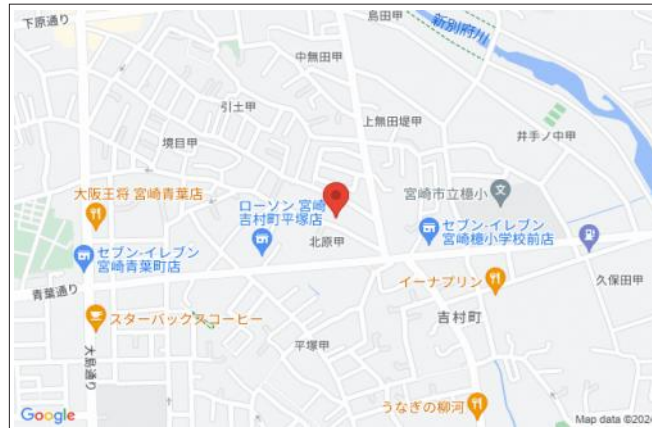 下原通り
島田甲
新別府川
中無田甲
引土甲
上無田堤甲
井手ノ中甲
境目甲
大阪王将 宮崎青葉店
ローソン 宮崎
吉村町平塚店
宮崎市立檍小
セブン-イレブン
宮崎青葉町店
北原甲
セブン-イレブン
宮崎檍小学校前店
青葉通り
イーナプリン
久保田甲
スターバックスコーヒー
吉村町
大島通り
平塚甲
うなぎの柳河
Google
Map data ©2024